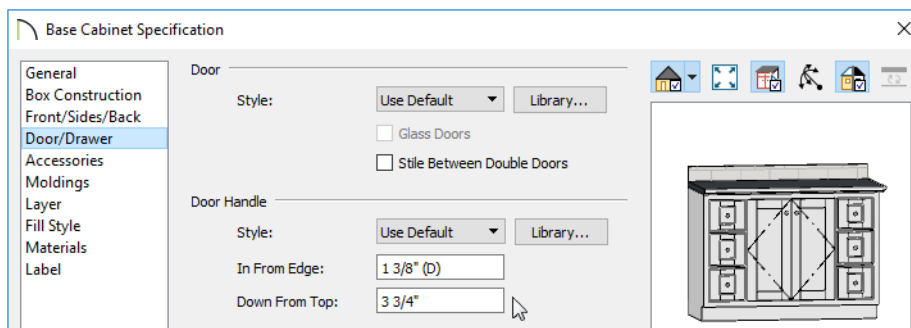 Base Cabinet Specification
General
Box Construction
Front/Sides/Back
Door/Drawer
Accessories
Moldings
Layer
Fill Style
Materials
Label
Door
Style: Use Default Library...
Glass Doors
Stile Between Double Doors
Door Handle
Style: Use Default Library...
In From Edge: 1 3/8" (D)
Down From Top: 3 3/4"